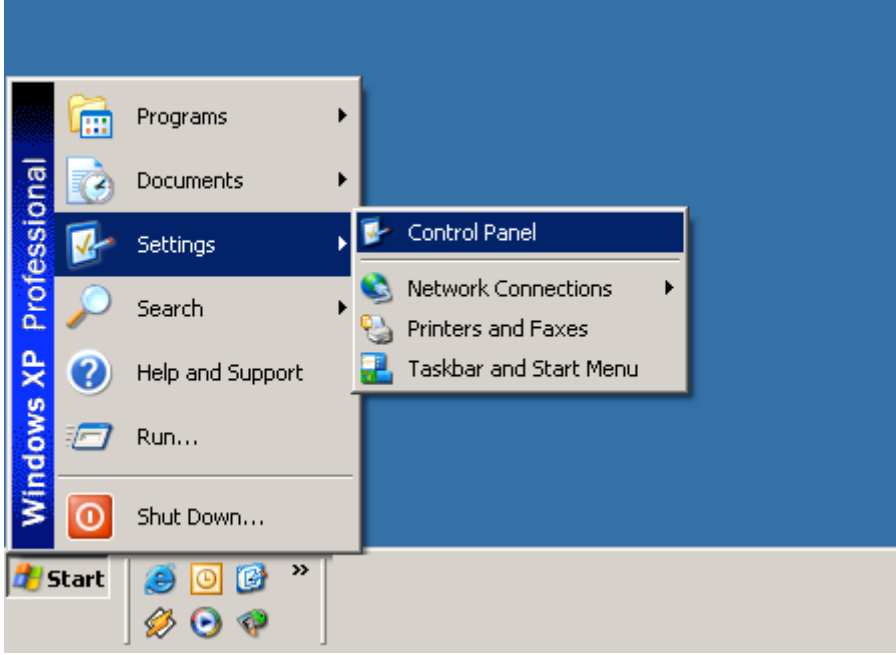 Programs
Documents
Settings
Search
Help and Support
Run...
Shut Down...
Windows XP Professional
Control Panel
Network Connections
Printers and Faxes
Taskbar and Start Menu
Start
»